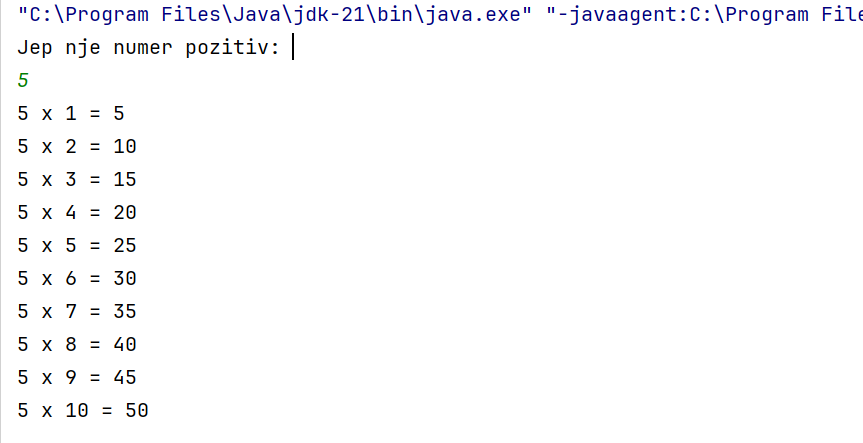 "C:\Program Files\Java\jdk-21\bin\java.exe" "-javaagent:C:\Program File
Jep nje numer pozitiv:
5
5 x 1 = 5
5 x 2 = 10
5 x 3 = 15
5 x 4 = 20
5 x 5 = 25
5 x 6 = 30
5 x 7 = 35
5 x 8 = 40
5 x 9 = 45
5 x 10 = 50